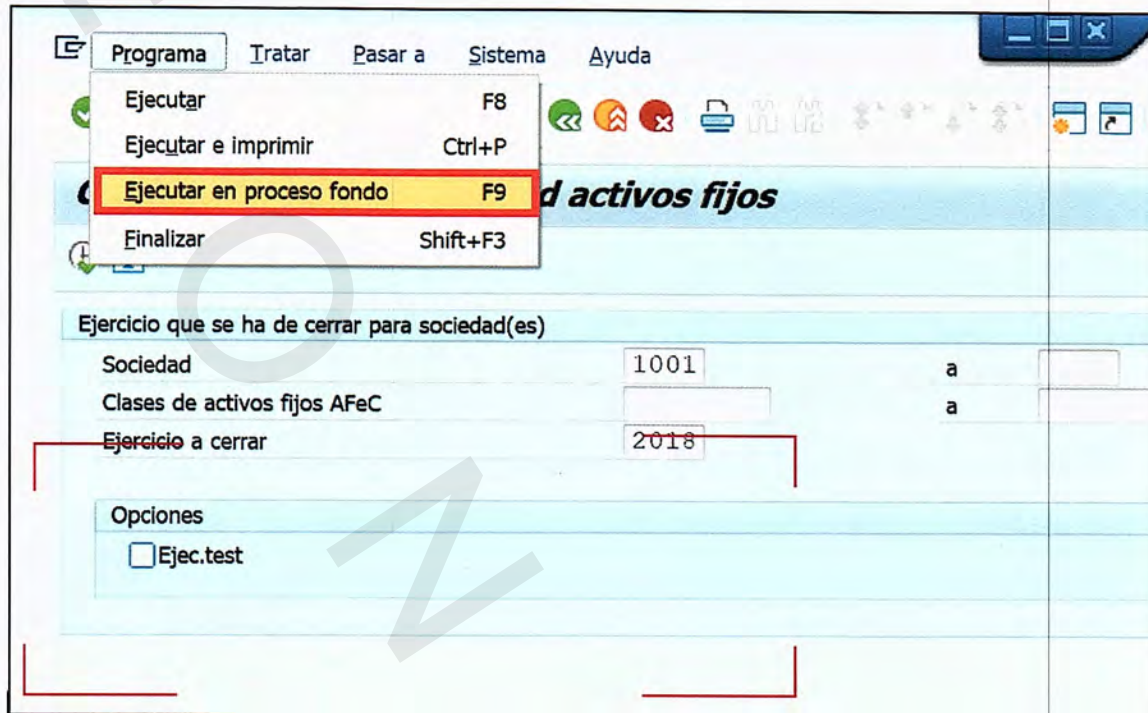 Programa Tratar Pasar a Sistema Ayuda
Ejecutar F8
Ejecutar e imprimir Ctrl+P
Ejecutar en proceso fondo F9
d activos fijos
Finalizar Shift+F3
Ejercicio que se ha de cerrar para sociedad(es)
Sociedad 1001 a
Clases de activos fijos AFeC a
Ejercicio a cerrar 2018
Opciones
Ejec.test